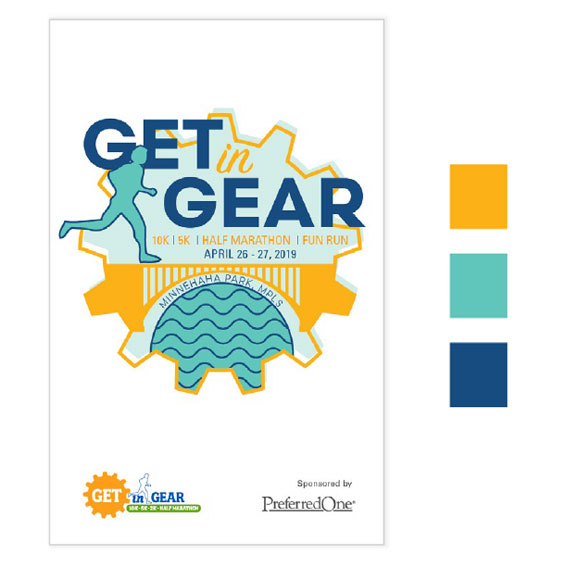 GET in
GEAR
10K | 5K | HALF MARATHON | FUN RUN
APRIL 26 - 27, 2019
MINNEHAHA PARK, MPLS
GET in GEAR
10K•5K•2K•HALF MARATHON
Sponsored by
PreferredOne®